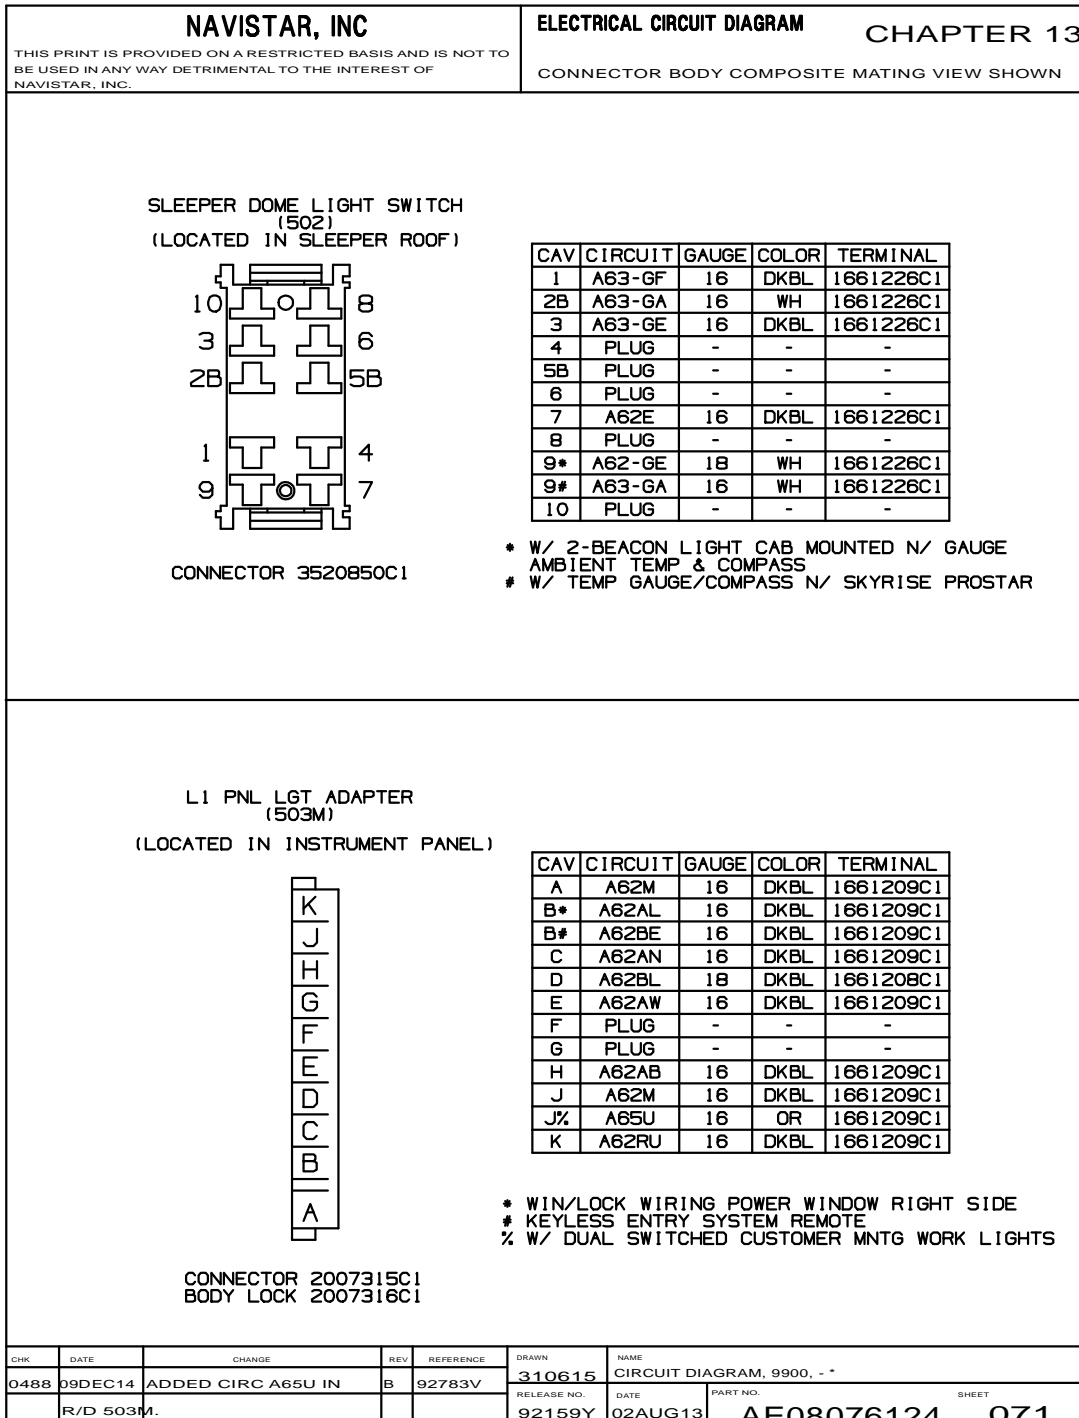 NAVISTAR, INC
THIS PRINT IS PROVIDED ON A RESTRICTED BASIS AND IS NOT TO
BE USED IN ANY WAY DETRIMENTAL TO THE INTEREST OF
NAVISTAR, INC.
ELECTRICAL CIRCUIT DIAGRAM
CHAPTER 13
CONNECTOR BODY COMPOSITE MATING VIEW SHOWN
SLEEPER DOME LIGHT SWITCH
(502)
(LOCATED IN SLEEPER ROOF)
10 8
3 6
2B 5B
1 4
9 7
CONNECTOR 3520850C1
CAV CIRCUIT GAUGE COLOR TERMINAL
1 A63-GF 16 DKBL 1661226C1
2B A63-GA 16 WH 1661226C1
3 A63-GE 16 DKBL 1661226C1
4 PLUG - - -
5B PLUG - - -
6 PLUG - - -
7 A62E 16 DKBL 1661226C1
8 PLUG - - -
9* A62-GE 18 WH 1661226C1
9# A63-GA 16 WH 1661226C1
10 PLUG - - -
* W/ 2-BEACON LIGHT CAB MOUNTED N/ GAUGE
AMBIENT TEMP & COMPASS
# W/ TEMP GAUGE/COMPASS N/ SKYRISE PROSTAR
L1 PNL LGT ADAPTER
(503M)
(LOCATED IN INSTRUMENT PANEL)
K
J
H
G
F
E
D
C
B
A
CONNECTOR 2007315C1
BODY LOCK 2007316C1
CAV CIRCUIT GAUGE COLOR TERMINAL
A A62M 16 DKBL 1661209C1
B* A62AL 16 DKBL 1661209C1
B# A62BE 16 DKBL 1661209C1
C A62AN 16 DKBL 1661209C1
D A62BL 18 DKBL 1661208C1
E A62AW 16 DKBL 1661209C1
F PLUG - - -
G PLUG - - -
H A62AB 16 DKBL 1661209C1
J A62M 16 DKBL 1661209C1
J% A65U 16 OR 1661209C1
K A62RU 16 DKBL 1661209C1
* WIN/LOCK WIRING POWER WINDOW RIGHT SIDE
# KEYLESS ENTRY SYSTEM REMOTE
% W/ DUAL SWITCHED CUSTOMER MNTG WORK LIGHTS
CHK DATE CHANGE REV REFERENCE
0488 09DEC14 ADDED CIRC A65U IN B 92783V
R/D 503M.
DRAWN NAME
310615 CIRCUIT DIAGRAM, 9900, - *
RELEASE NO. DATE PART NO. SHEET
92159Y 02AUG13 AE08076124 071